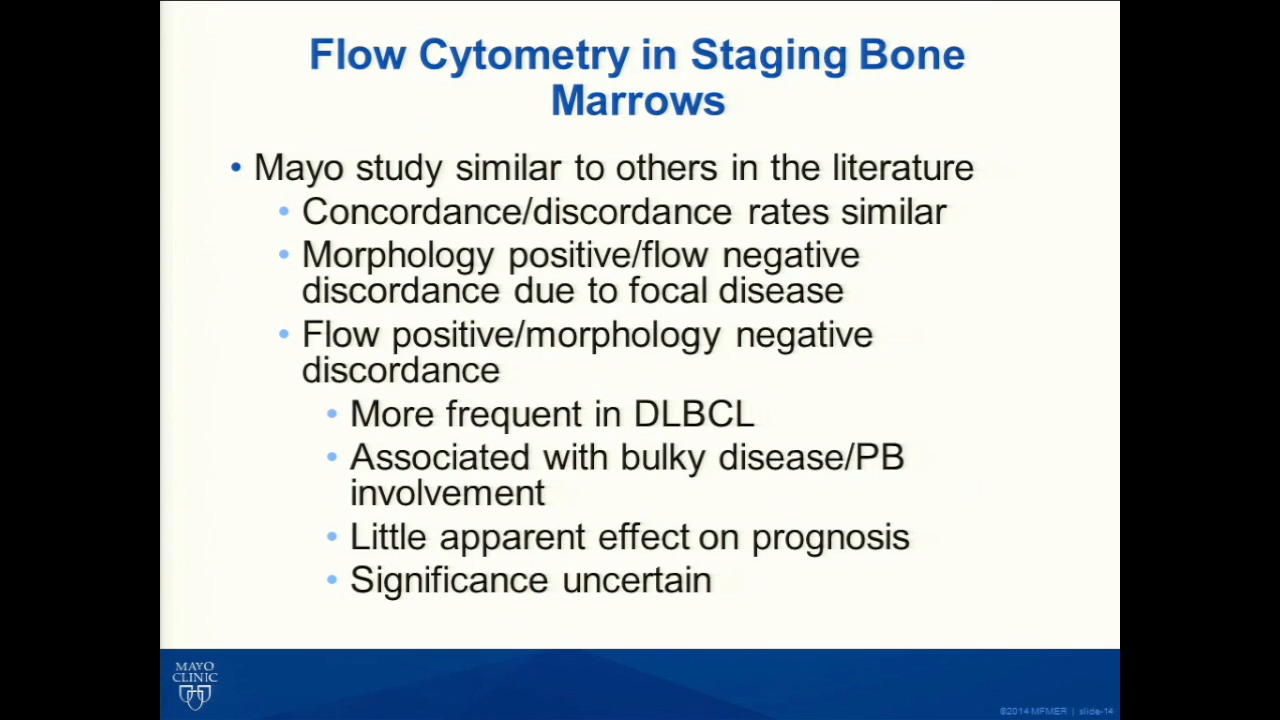 Flow Cytometry in Staging Bone
Marrows
• Mayo study similar to others in the literature
• Concordance/discordance rates similar
• Morphology positive/flow negative
discordance due to focal disease
• Flow positive/morphology negative
discordance
• More frequent in DLBCL
• Associated with bulky disease/PB
involvement
• Little apparent effect on prognosis
• Significance uncertain
MAYO
CLINIC
©2014 MFMER | slide-14